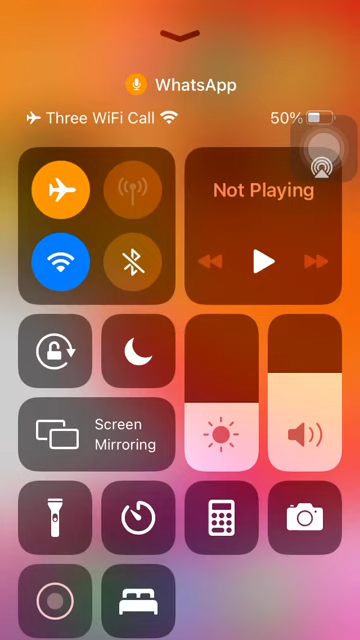 WhatsApp
Three WiFi Call
50%
Not Playing
Screen
Mirroring